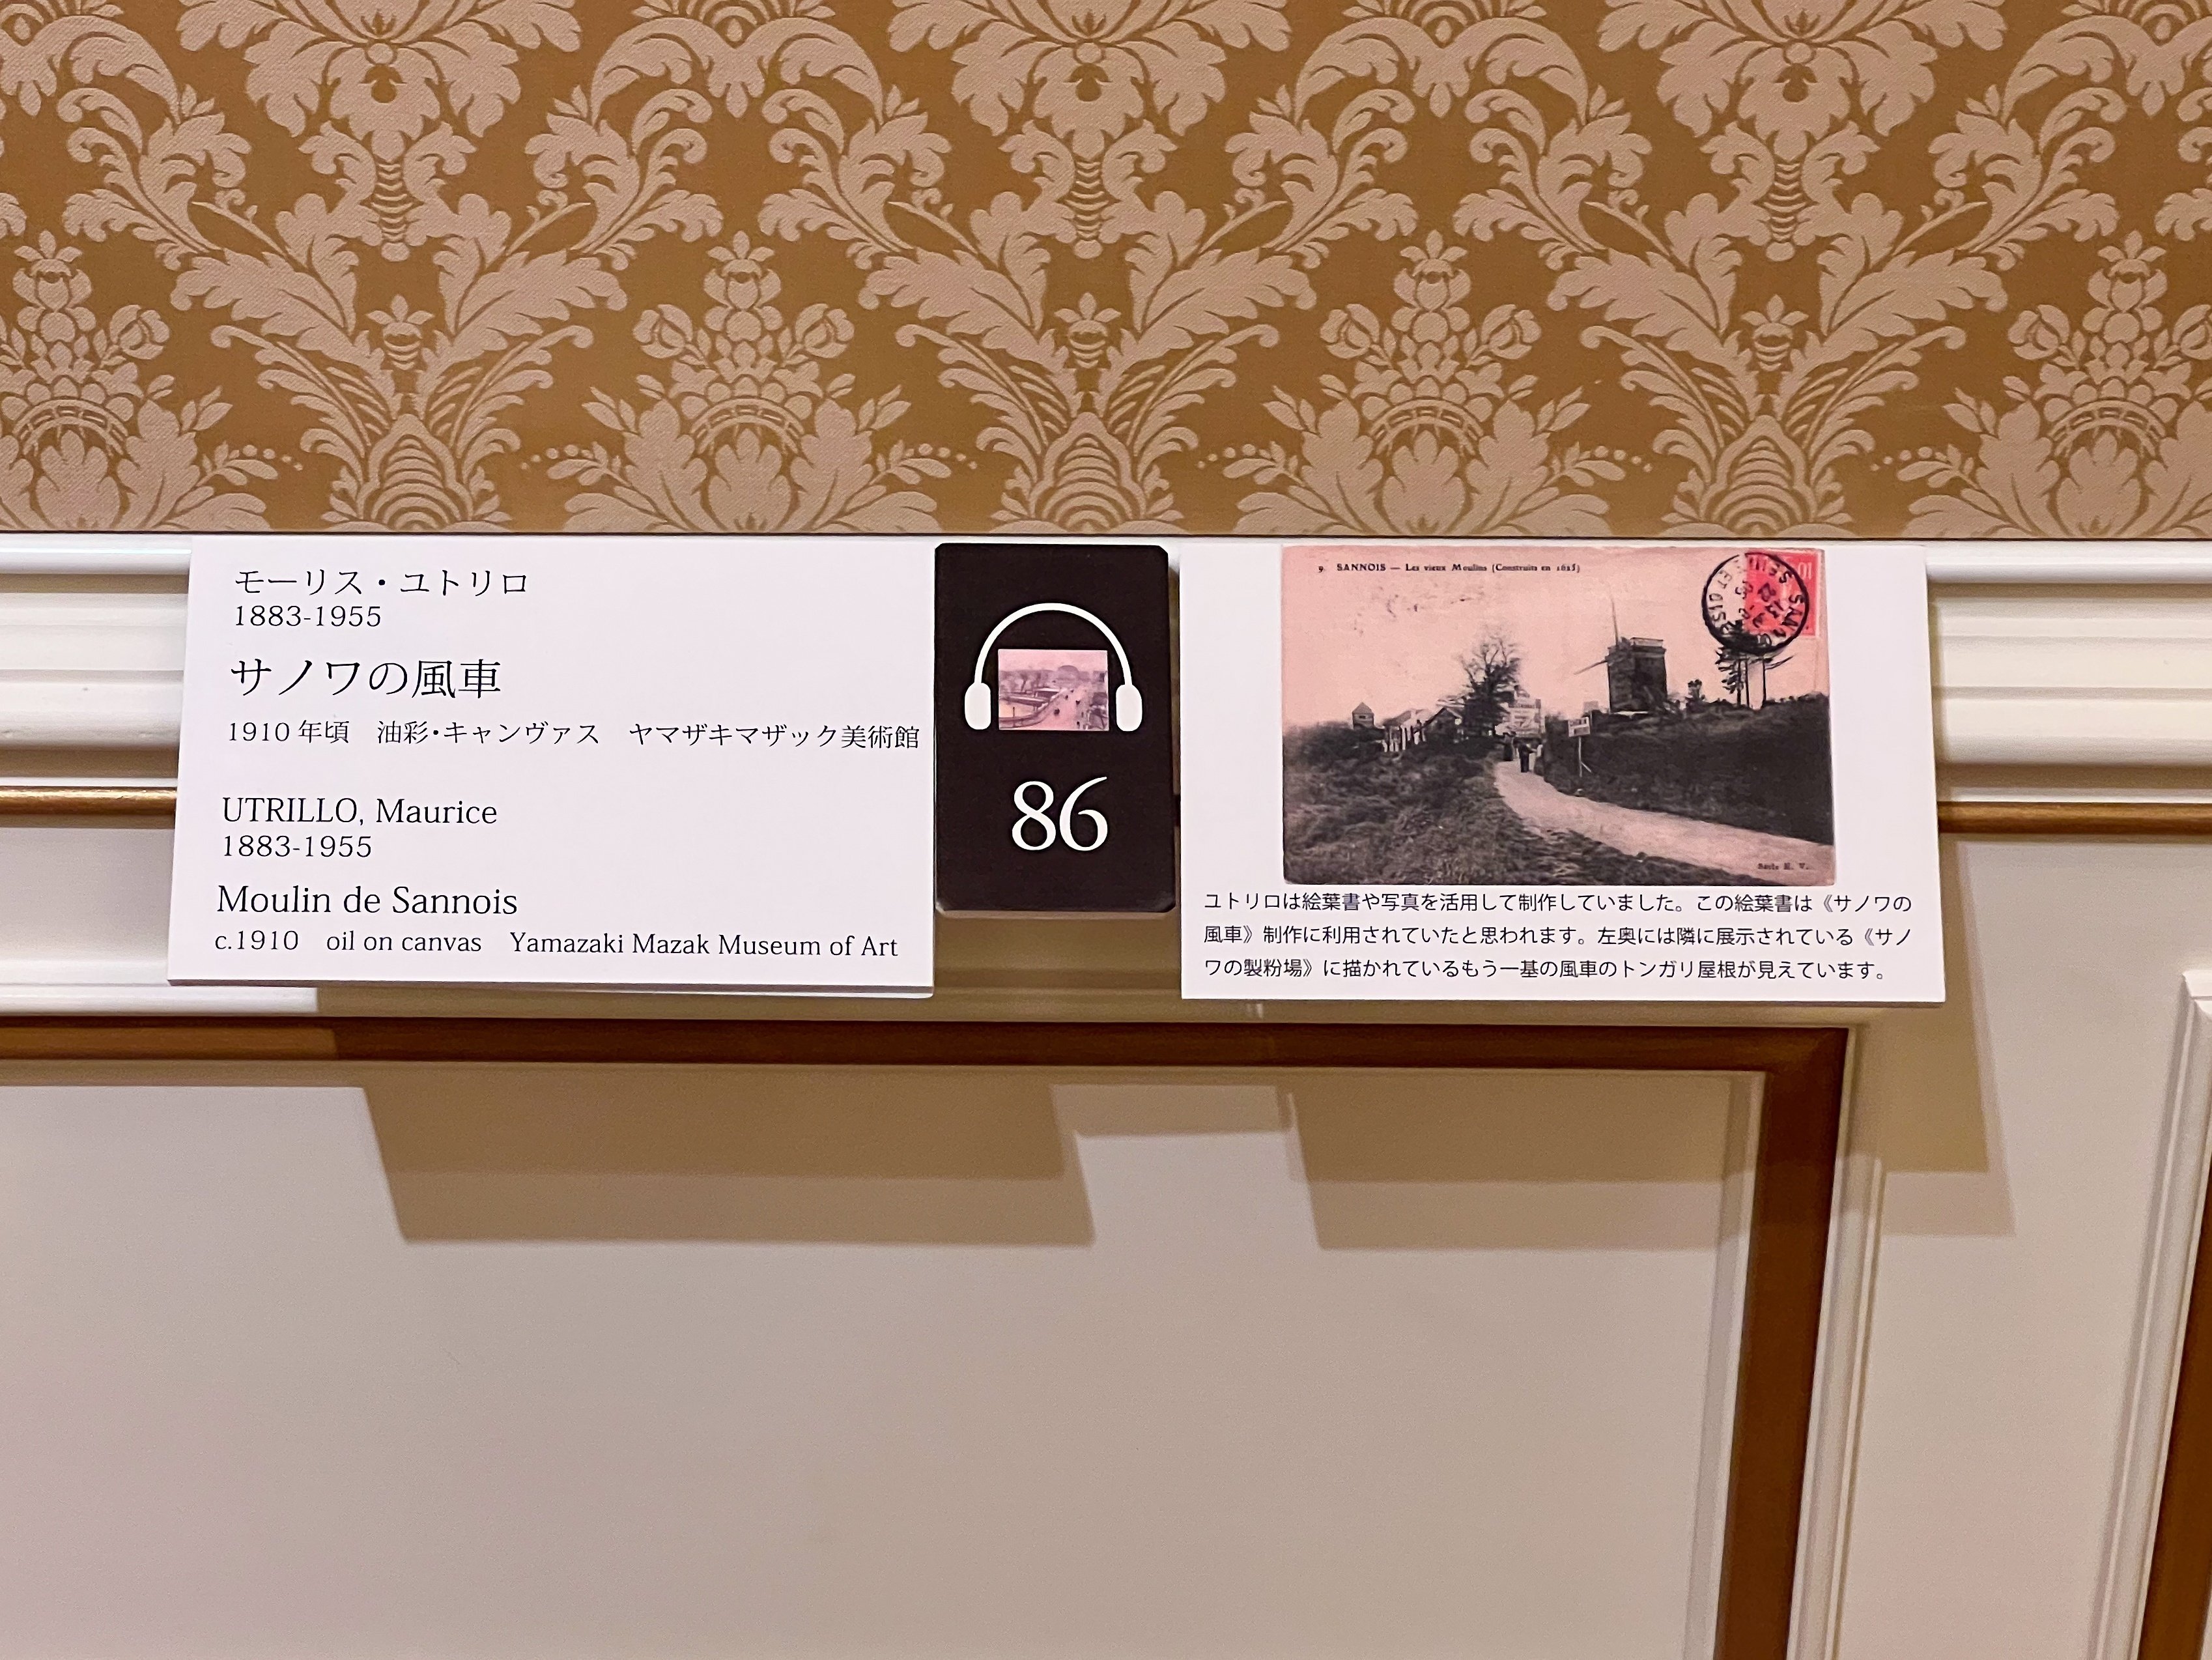 モーリス・ユトリロ
1883-1955
サノワの風車
1910年頃　油彩・キャンヴァス　ヤマザキマザック美術館
UTRILLO, Maurice
1883-1955
Moulin de Sannois
c.1910　oil on canvas　Yamazaki Mazak Museum of Art
86
9. SANNOIS — Les vieux Moulins (Construits en 1625)
ユトリロは絵葉書や写真を活用して制作していました。この絵葉書は《サノワの
風車》制作に利用されていたと思われます。左奥には隣に展示されている《サノ
ワの製粉場》に描かれているもう一基の風車のトンガリ屋根が見えています。